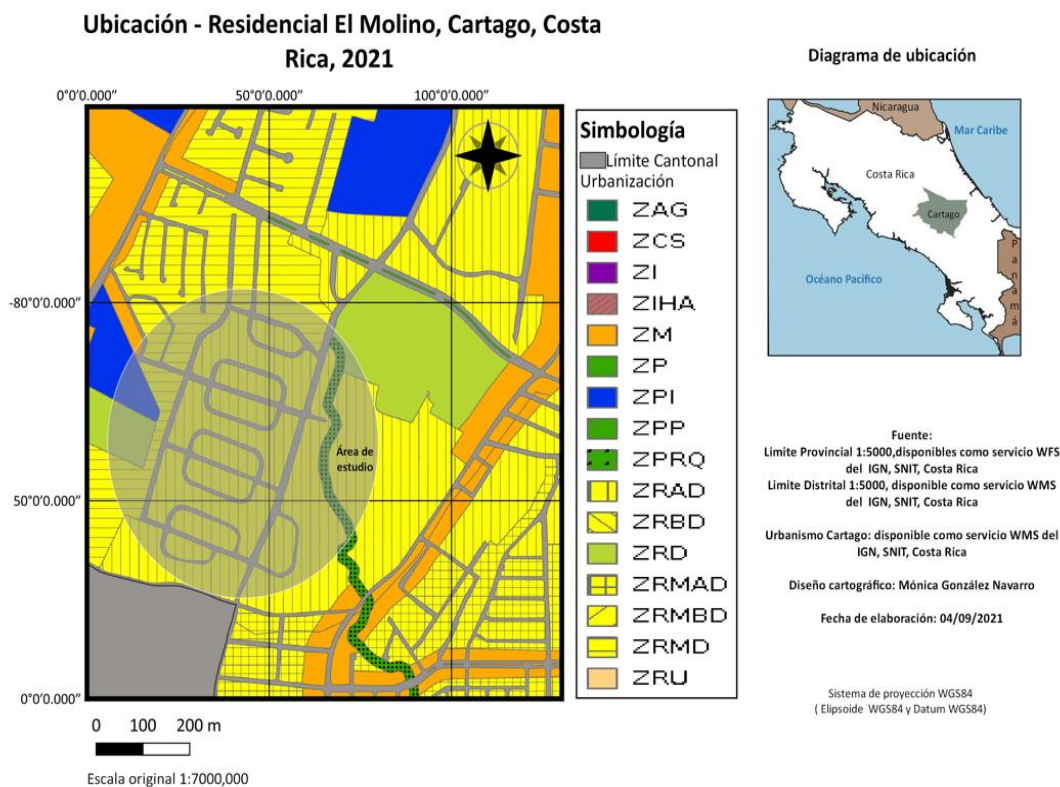 Ubicación - Residencial El Molino, Cartago, Costa
Rica, 2021
0°0'0.000"
50°0'0.000"
100°0'0.000"
-80°0'0.000"
50°0'0.000"
0°0'0.000"
Área de
estudio
0 100 200 m
Escala original 1:7000,000
Simbología
Límite Cantonal
Urbanización
ZAG
ZCS
ZI
ZIHA
ZM
ZP
ZPI
ZPP
ZPRQ
ZRAD
ZRBD
ZRD
ZRMAD
ZRMBD
ZRMD
ZRU
Diagrama de ubicación
Nicaragua
Mar Caribe
Costa Rica
Cartago
Océano Pacífico
Panamá
Fuente:
Limite Provincial 1:5000,disponibles como servicio WFS
del IGN, SNIT, Costa Rica
Limite Distrital 1:5000, disponible como servicio WMS
del IGN, SNIT, Costa Rica
Urbanismo Cartago: disponible como servicio WMS del
IGN, SNIT, Costa Rica
Diseño cartográfico: Mónica González Navarro
Fecha de elaboración: 04/09/2021
Sistema de proyección WGS84
( Elipsoide WGS84 y Datum WGS84)